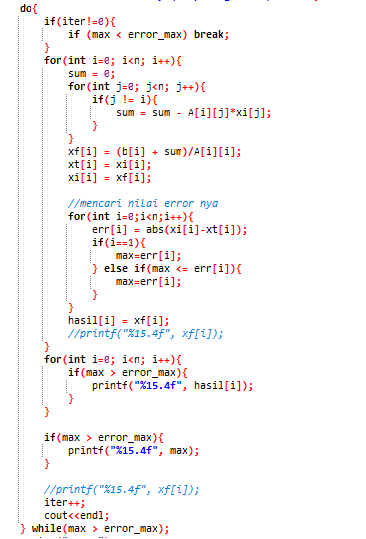 do{
if(iter!=0){
if (max < error_max) break;
}
for(int i=0; i<n; i++){
sum = 0;
for(int j=0; j<n; j++){
if(j != i){
sum = sum - A[i][j]*xi[j];
}
}
xf[i] = (b[i] + sum)/A[i][i];
xt[i] = xi[i];
xi[i] = xf[i];
//mencari nilai error nya
for(int i=0;i<n;i++){
err[i] = abs(xi[i]-xt[i]);
if(i==1){
max=err[i];
} else if(max <= err[i]){
max=err[i];
}
}
hasil[i] = xf[i];
//printf("%15.4f", xf[i]);
}
for(int i=0; i<n; i++){
if(max > error_max){
printf("%15.4f", hasil[i]);
}
}
if(max > error_max){
printf("%15.4f", max);
}
//printf("%15.4f", xf[i]);
iter++;
cout<<endl;
} while(max > error_max);